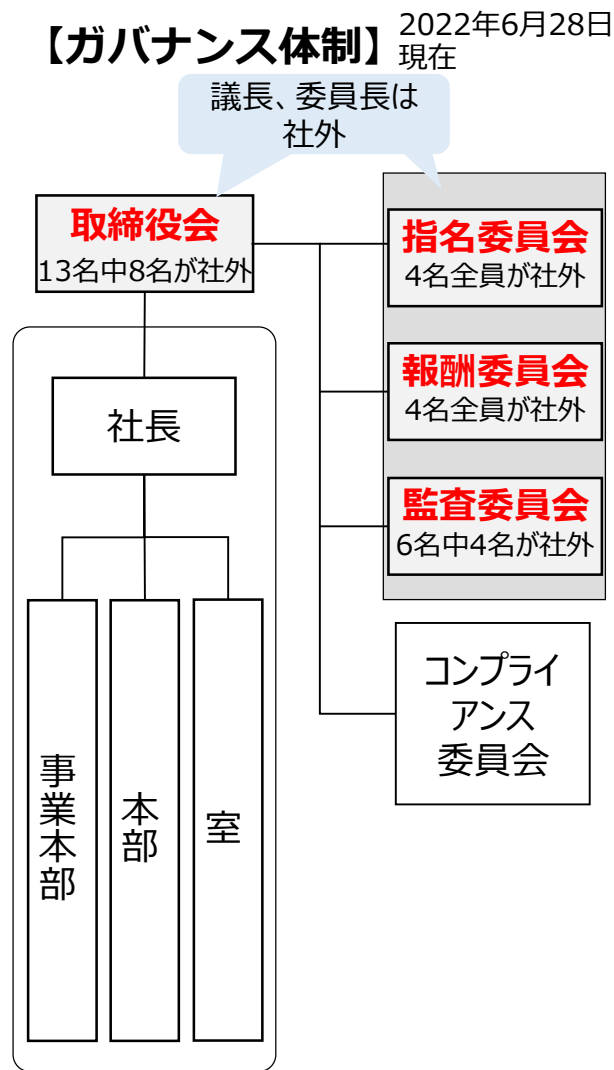 【ガバナンス体制】
2022年6月28日
現在
議長、委員長は
社外
取締役会
13名中8名が社外
指名委員会
4名全員が社外
報酬委員会
4名全員が社外
監査委員会
6名中4名が社外
コンプライ
アンス
委員会
社長
事業本部
本部
室